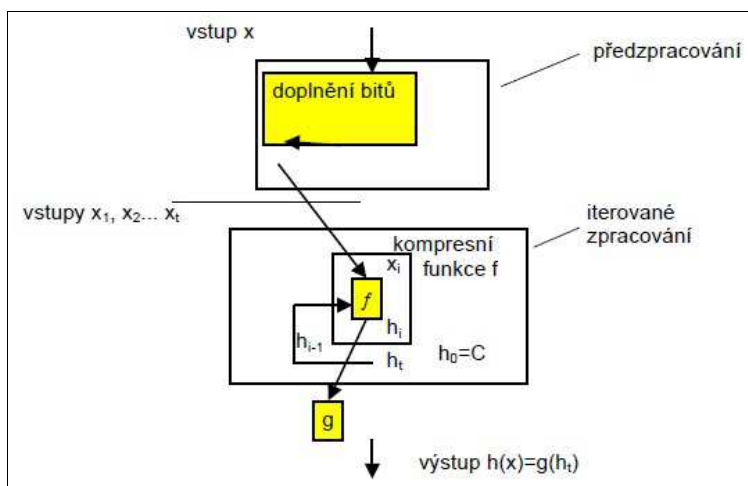 vstup x
předzpracování
doplnění bitů
vstupy x₁, x₂... xₜ
iterované
zpracování
kompresní
funkce f
xᵢ
f
hᵢ
hᵢ₋₁
hₜ
h₀=C
g
výstup h(x)=g(hₜ)